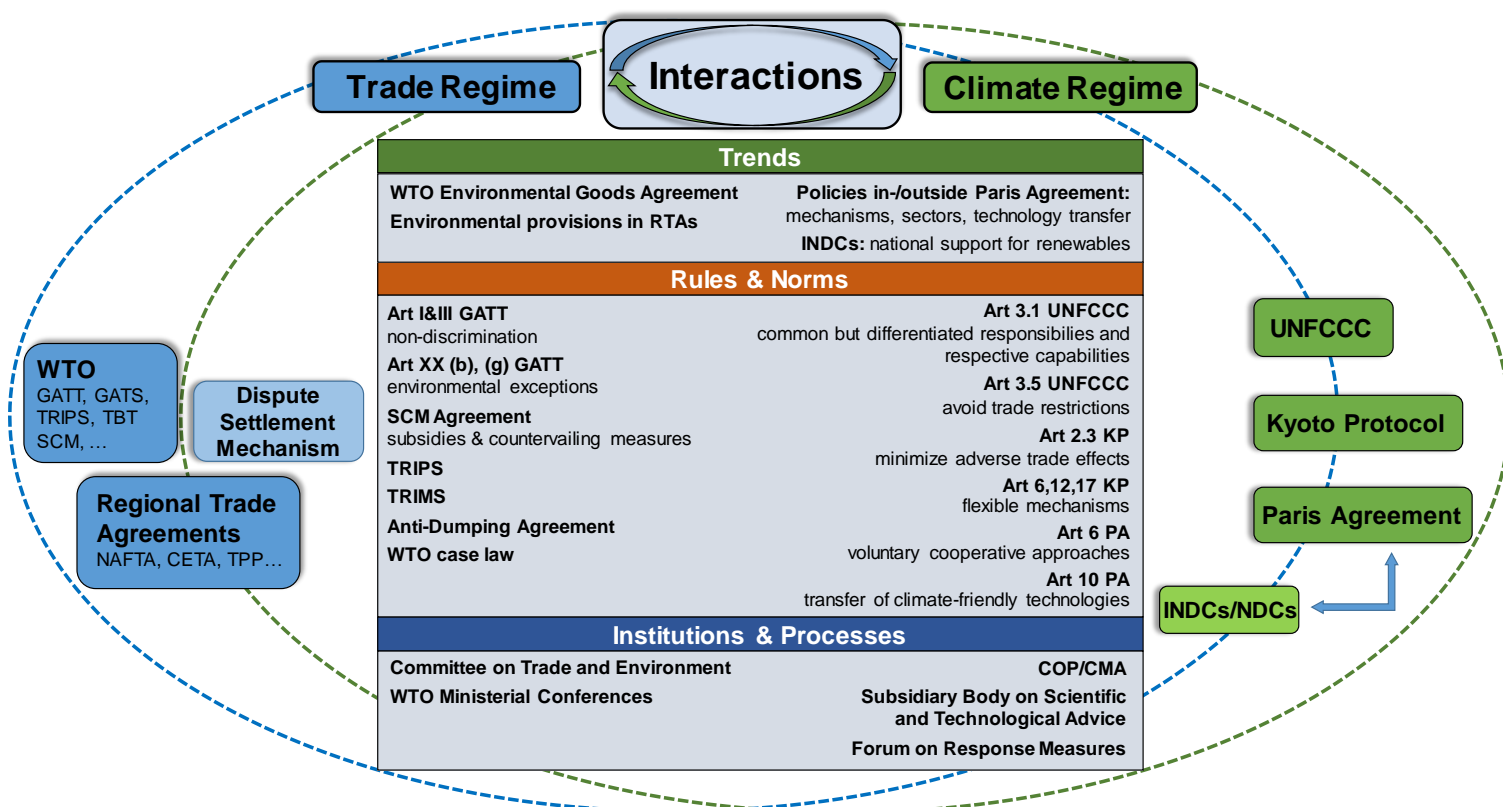 Trade Regime
Interactions
Climate Regime
Trends
WTO Environmental Goods Agreement
Environmental provisions in RTAs
Policies in-/outside Paris Agreement:
mechanisms, sectors, technology transfer
INDCs: national support for renewables
Rules & Norms
Art I&III GATT
non-discrimination
Art XX (b), (g) GATT
environmental exceptions
SCM Agreement
subsidies & countervailing measures
TRIPS
TRIMS
Anti-Dumping Agreement
WTO case law
Art 3.1 UNFCCC
common but differentiated responsibilies and
respective capabilities
Art 3.5 UNFCCC
avoid trade restrictions
Art 2.3 KP
minimize adverse trade effects
Art 6,12,17 KP
flexible mechanisms
Art 6 PA
voluntary cooperative approaches
Art 10 PA
transfer of climate-friendly technologies
Institutions & Processes
Committee on Trade and Environment
WTO Ministerial Conferences
COP/CMA
Subsidiary Body on Scientific
and Technological Advice
Forum on Response Measures
WTO
GATT, GATS,
TRIPS, TBT
SCM, …
Dispute
Settlement
Mechanism
Regional Trade
Agreements
NAFTA, CETA, TPP…
UNFCCC
Kyoto Protocol
Paris Agreement
INDCs/NDCs